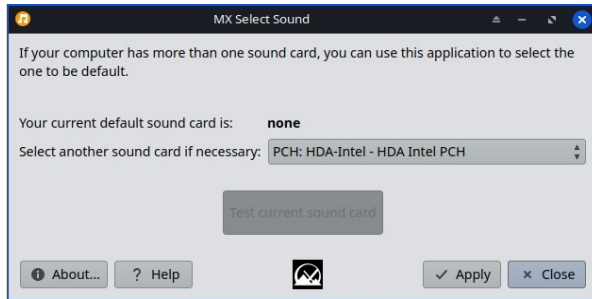 MX Select Sound
If your computer has more than one sound card, you can use this application to select the
one to be default.
Your current default sound card is: none
Select another sound card if necessary: PCH: HDA-Intel - HDA Intel PCH
Test current sound card
About... ? Help Apply Close